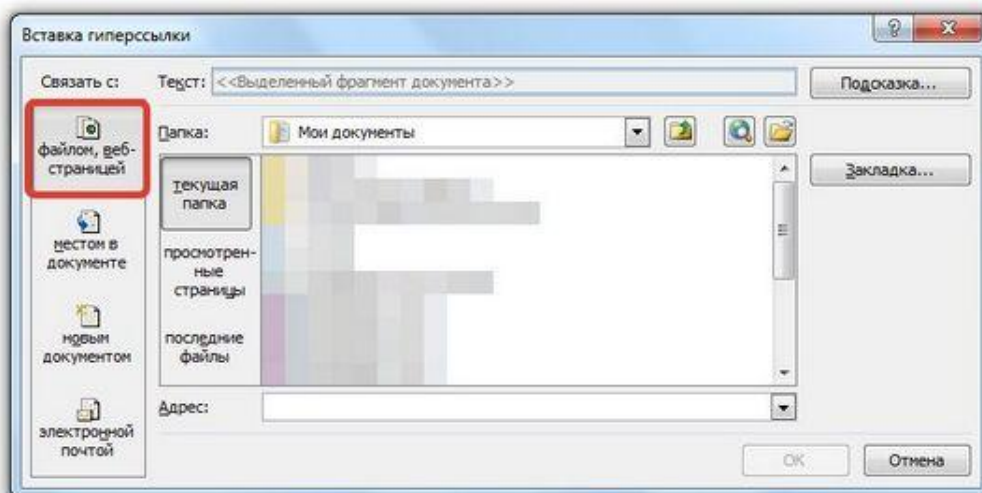 Вставка гиперссылки
Связать с:
Текст: <<Выделенный фрагмент документа>>
Подсказка...
файлом, веб-
страницей
Папка:
Мои документы
Закладка...
текущая
папка
местом в
документе
просмотрен-
ные
страницы
новым
документом
последние
файлы
Адрес:
электронной
почтой
ОК
Отмена